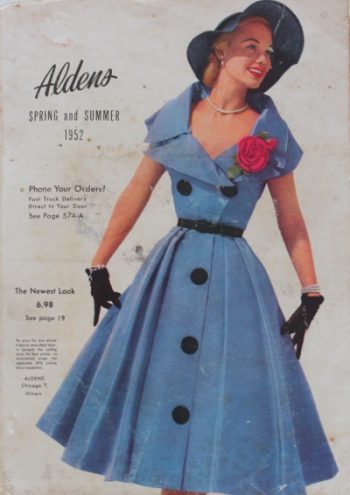 Aldens
SPRING and SUMMER
1952
Phone Your Orders!
Fast Truck Delivery
Direct to Your Door
See Page 574-A
The Newest Look
6.98
See page 19
ALDENS
Chicago 7,
Illinois